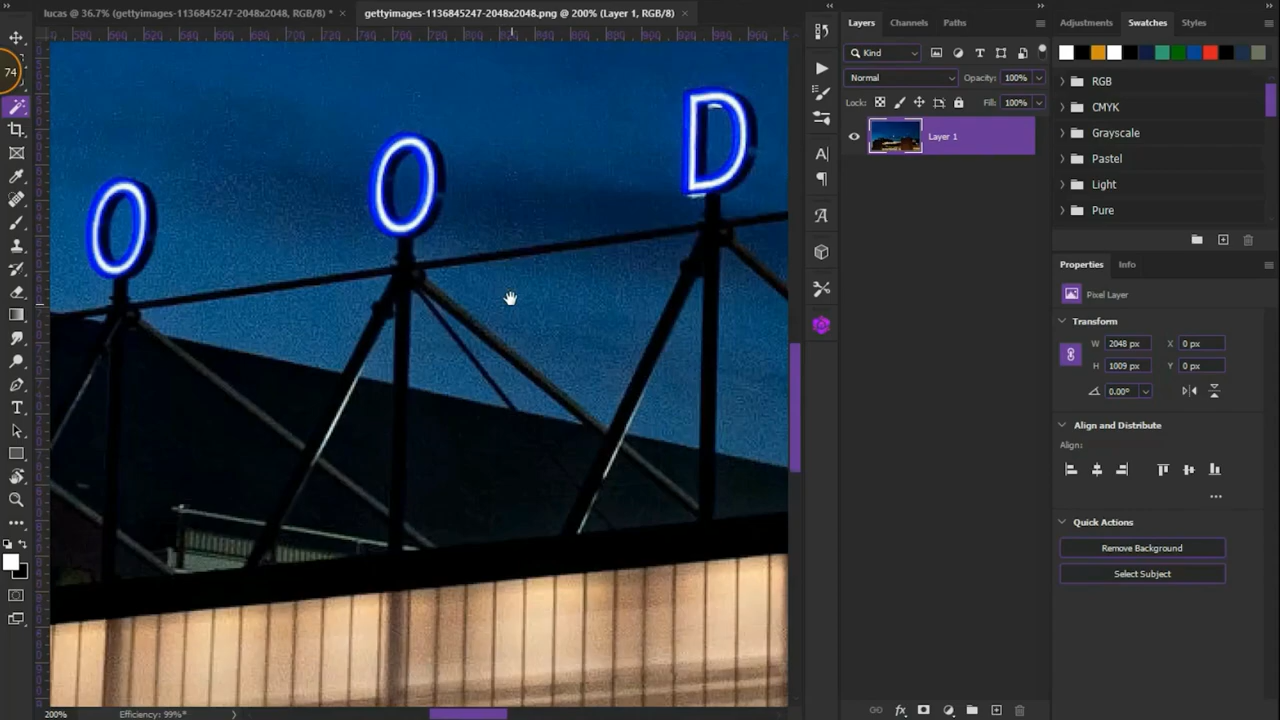 lucas @ 36.7% (gettyimages-1136845247-2048x2048, RGB/8) *
gettyimages-1136845247-2048x2048.png @ 200% (Layer 1, RGB/8)
74
O O D
200%
Efficiency: 99%*
Layers
Channels
Paths
Kind
Normal
Opacity: 100%
Lock:
Fill: 100%
Layer 1
Adjustments
Swatches
Styles
RGB
CMYK
Grayscale
Pastel
Light
Pure
Properties
Info
Pixel Layer
Transform
W 2048 px X 0 px
H 1009 px Y 0 px
0.00°
Align and Distribute
Align:
Quick Actions
Remove Background
Select Subject